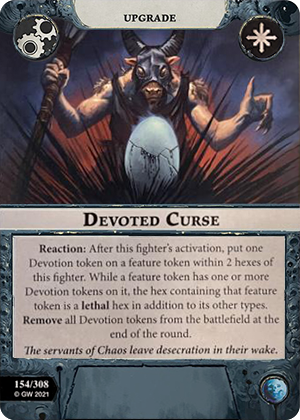 UPGRADE
DEVOTED CURSE
Reaction: After this fighter's activation, put one
Devotion token on a feature token within 2 hexes of
this fighter. While a feature token has one or more
Devotion tokens on it, the hex containing that feature
token is a lethal hex in addition to its other types.
Remove all Devotion tokens from the battlefield at the
end of the round.
The servants of Chaos leave desecration in their wake.
154/308
© GW 2021